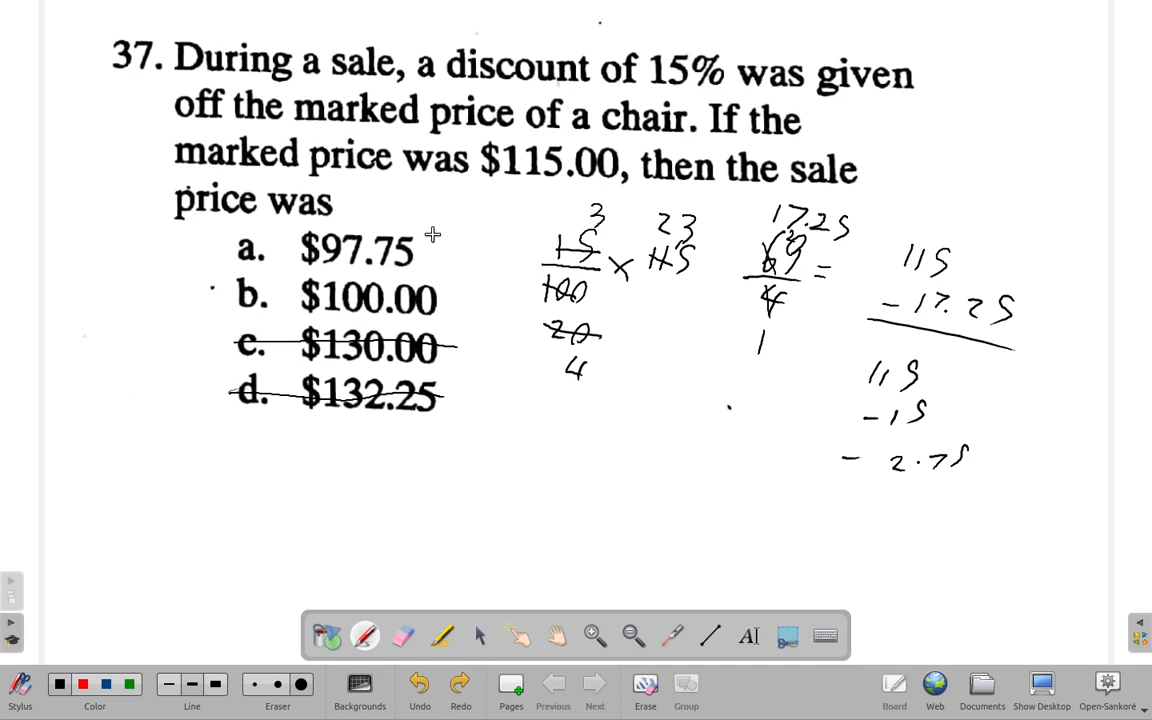 37. During a sale, a discount of 15% was given
off the marked price of a chair. If the
marked price was $115.00, then the sale
price was
a. $97.75
b. $100.00
c. $130.00
d. $132.25
3 23 17.25
15 × 115 69 =
100 4
20 1
4
115
- 17.25
115
- 15
- 2.75
Stylus Color Line Eraser Backgrounds Undo Redo Pages Previous Next Erase Group Board Web Documents Show Desktop Open-Sankoré